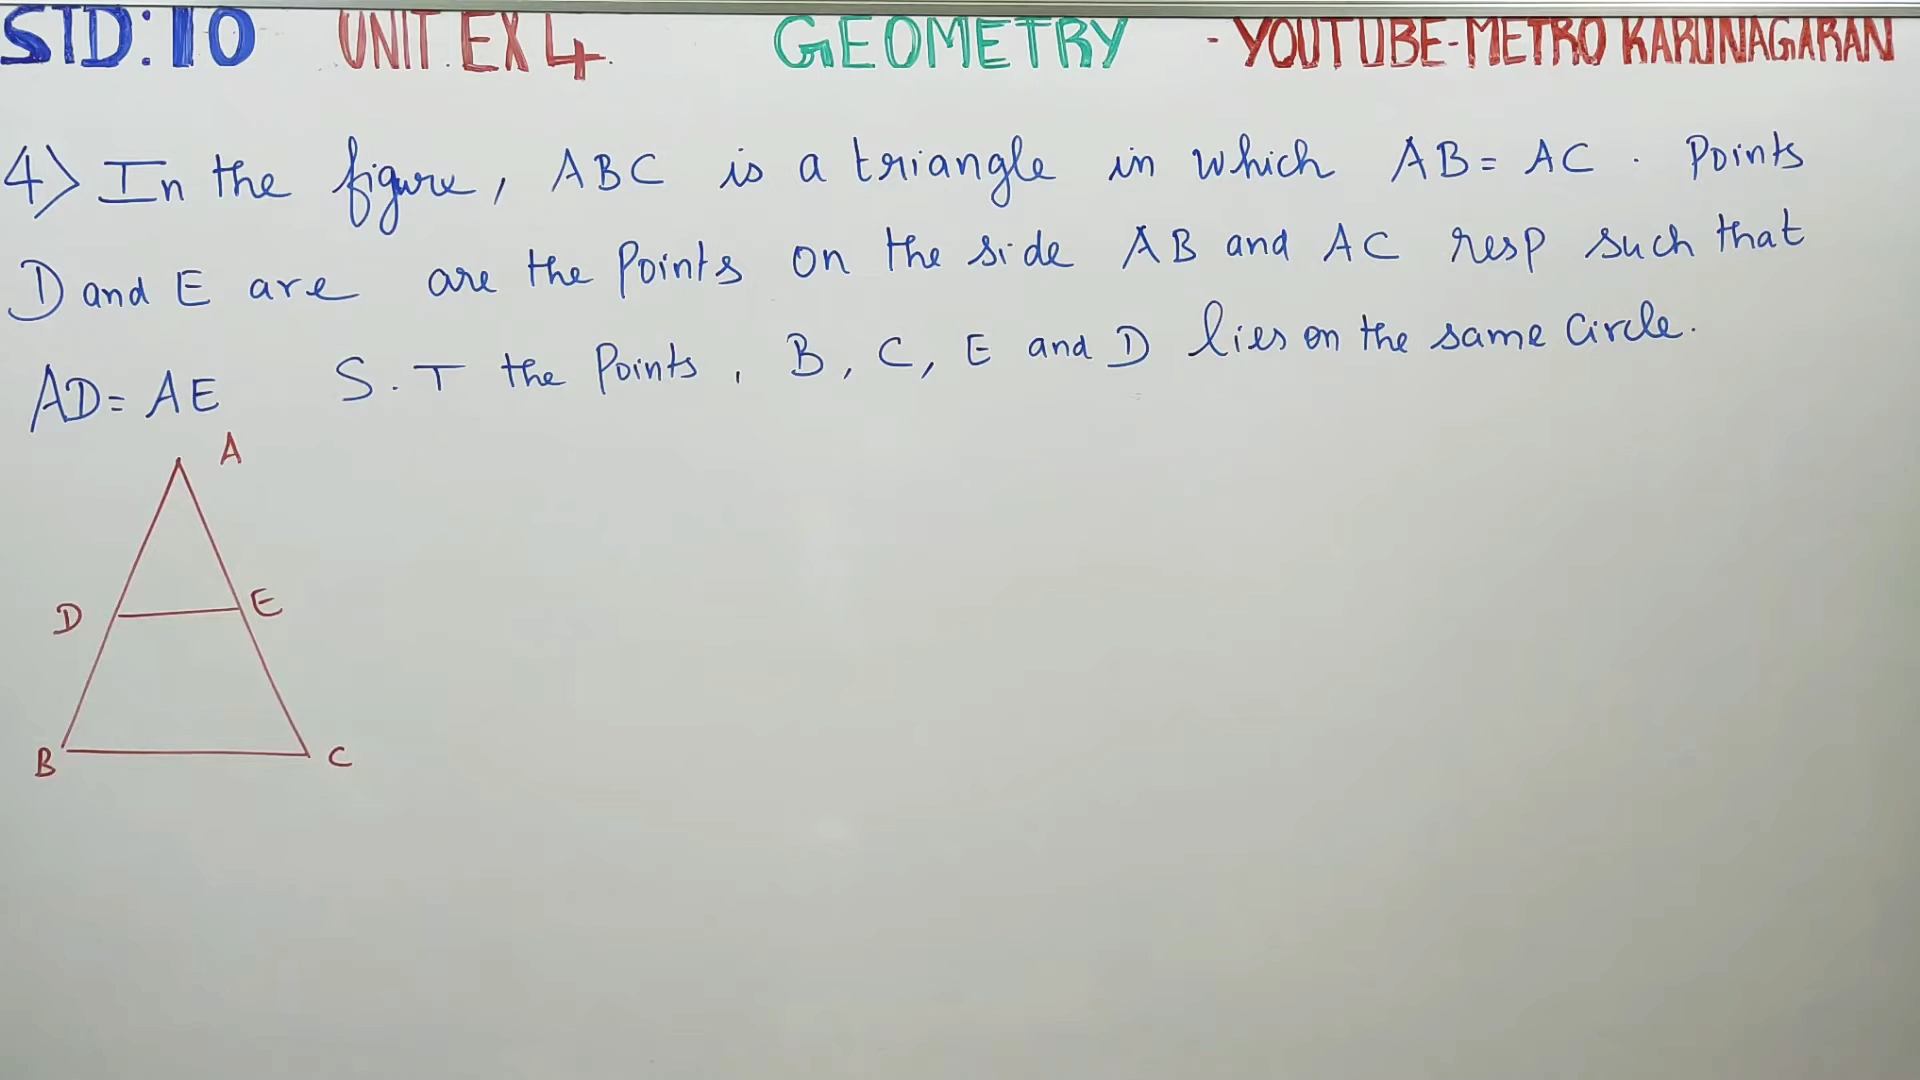 STD:10 UNIT.EX 4. GEOMETRY - YOUTUBE-METRO KARUNAGARAN
4) In the figure, ABC is a triangle in which AB = AC . Points
D and E are are the Points on the side AB and AC resp such that
AD = AE S.T the Points, B, C, E and D lies on the same Circle.
A
D E
B C